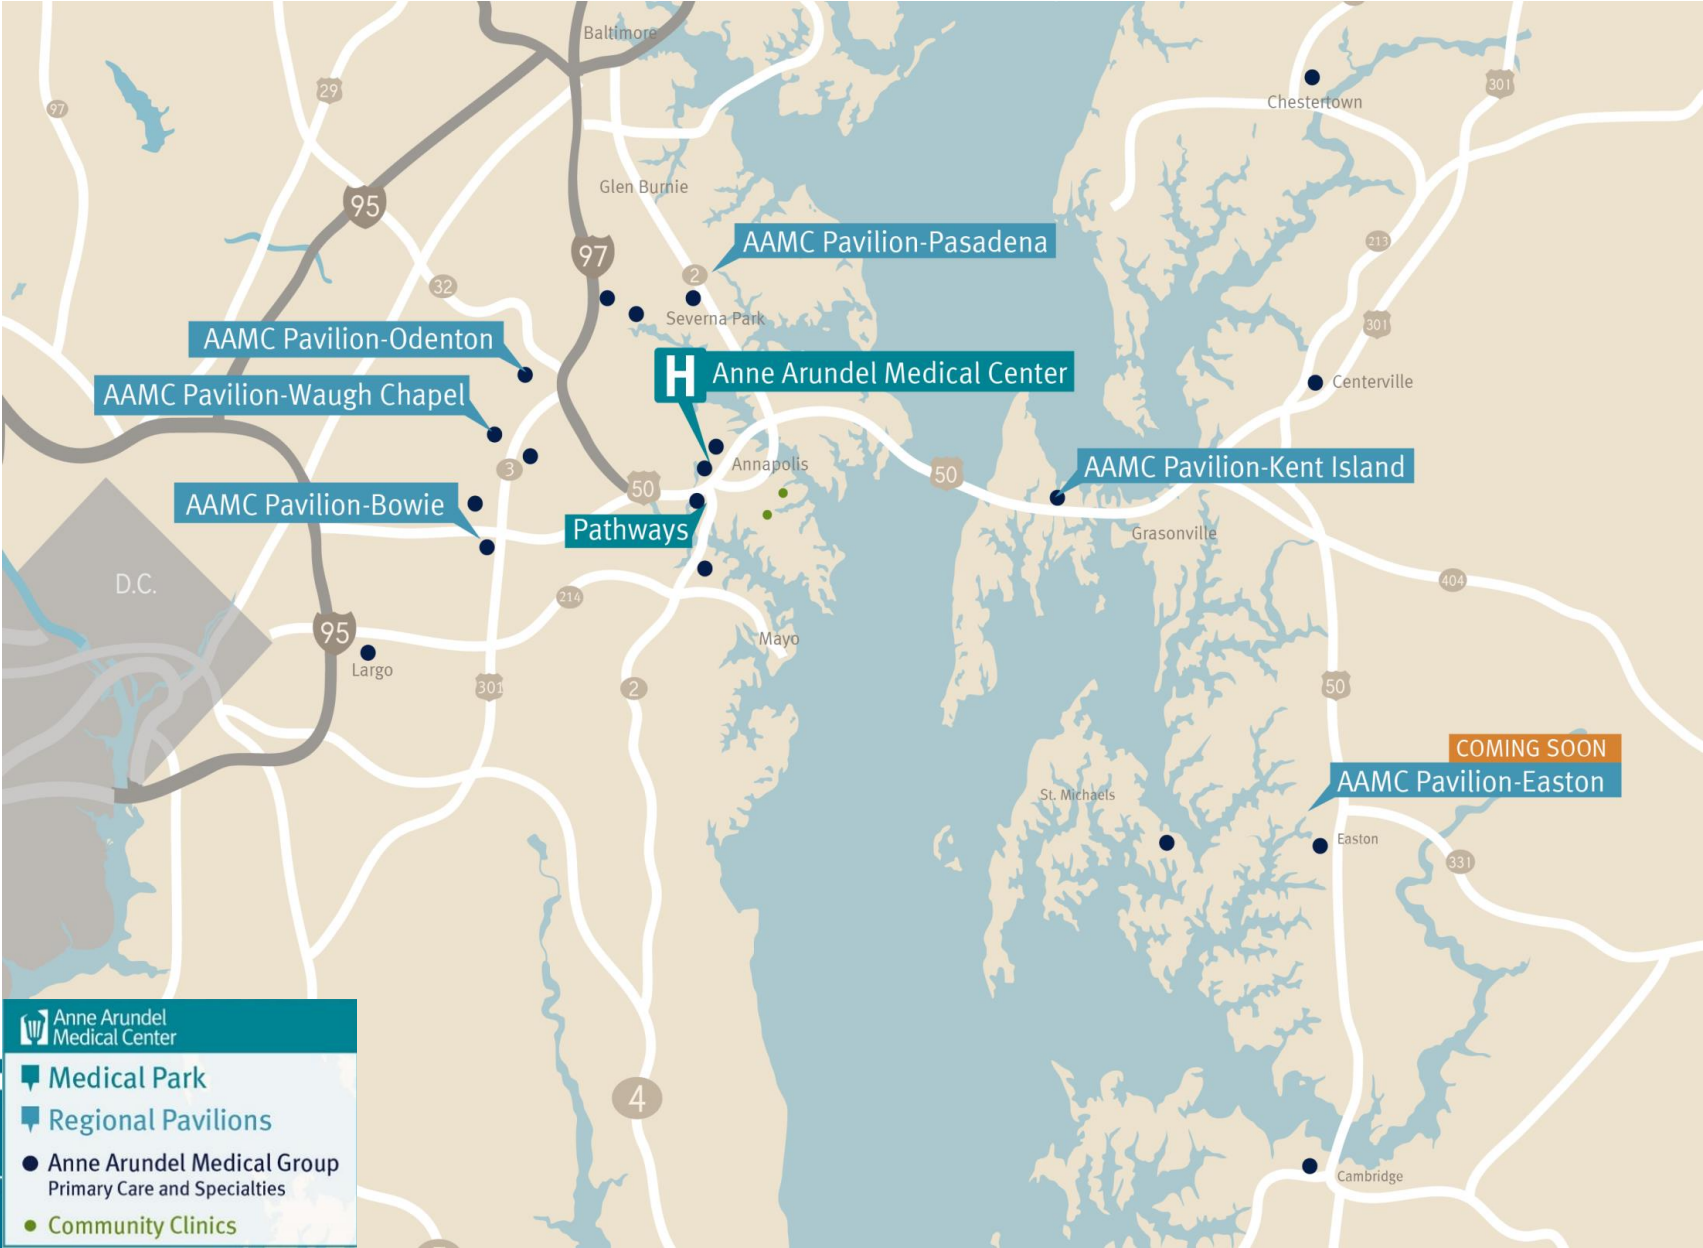 Baltimore
29
97
Chestertown
301
Glen Burnie
95
97
AAMC Pavilion-Pasadena
213
2
32
Severna Park
301
AAMC Pavilion-Odenton
H Anne Arundel Medical Center
Centerville
AAMC Pavilion-Waugh Chapel
3
Annapolis
50
50
AAMC Pavilion-Kent Island
AAMC Pavilion-Bowie
Pathways
Grasonville
D.C.
214
404
95
Mayo
Largo
301
2
50
COMING SOON
AAMC Pavilion-Easton
St. Michaels
Easton
331
4
Cambridge
Anne Arundel
Medical Center
Medical Park
Regional Pavilions
Anne Arundel Medical Group
Primary Care and Specialties
Community Clinics